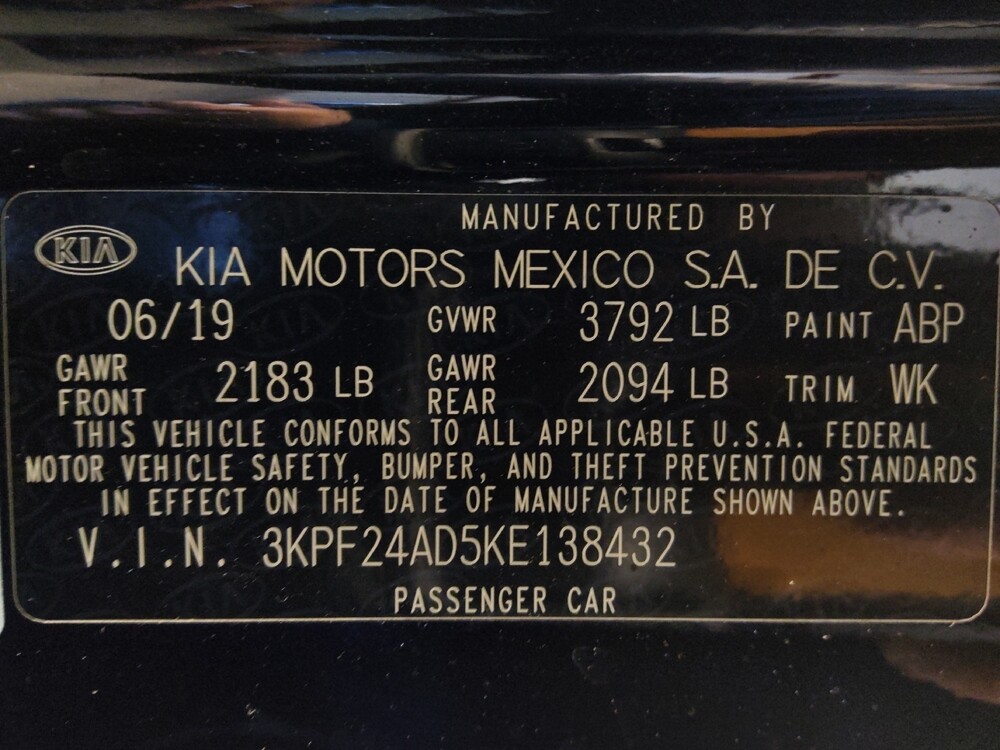 MANUFACTURED BY
KIA
KIA MOTORS MEXICO S.A. DE C.V.
06/19 GVWR 3792 LB PAINT ABP
GAWR FRONT 2183 LB GAWR REAR 2094 LB TRIM WK
THIS VEHICLE CONFORMS TO ALL APPLICABLE U.S.A. FEDERAL
MOTOR VEHICLE SAFETY, BUMPER, AND THEFT PREVENTION STANDARDS
IN EFFECT ON THE DATE OF MANUFACTURE SHOWN ABOVE.
V.I.N. 3KPF24AD5KE138432
PASSENGER CAR